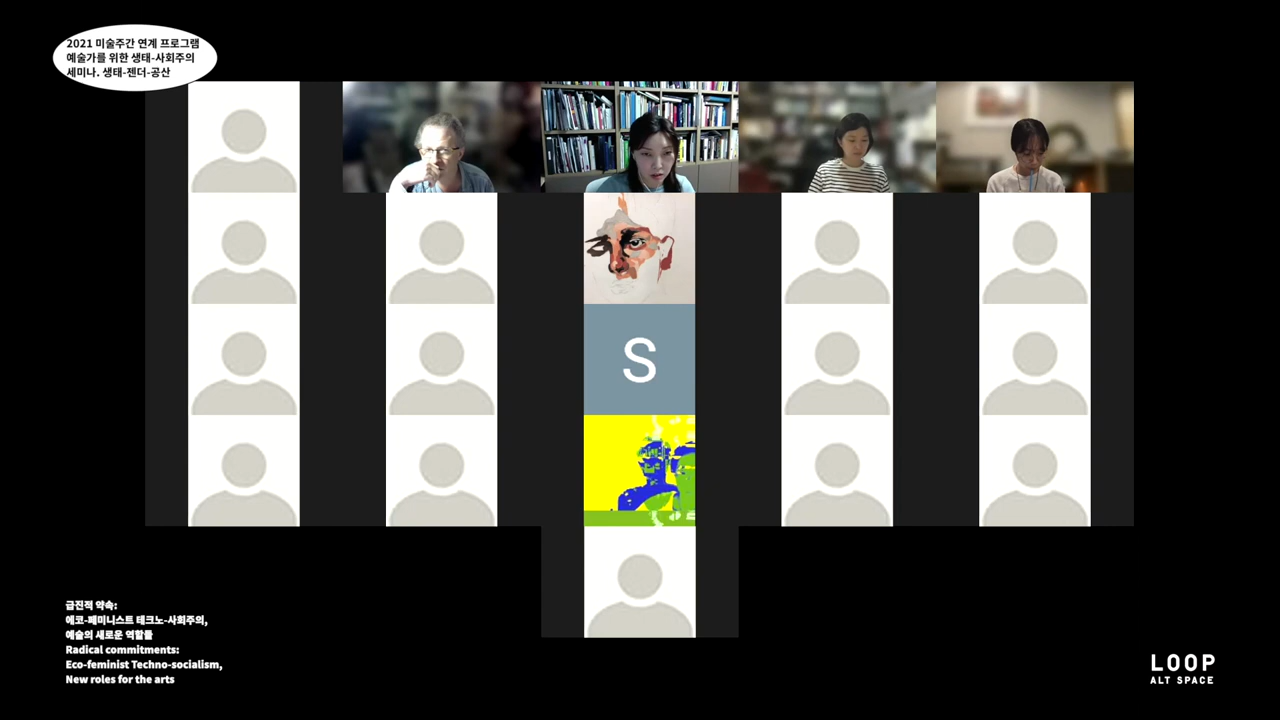 2021 미술주간 연계 프로그램
예술가를 위한 생태-사회주의
세미나. 생태-젠더-공산
S
급진적 약속:
에코-페미니스트 테크노-사회주의,
예술의 새로운 역할들
Radical commitments:
Eco-feminist Techno-socialism,
New roles for the arts
LOOP
ALT SPACE